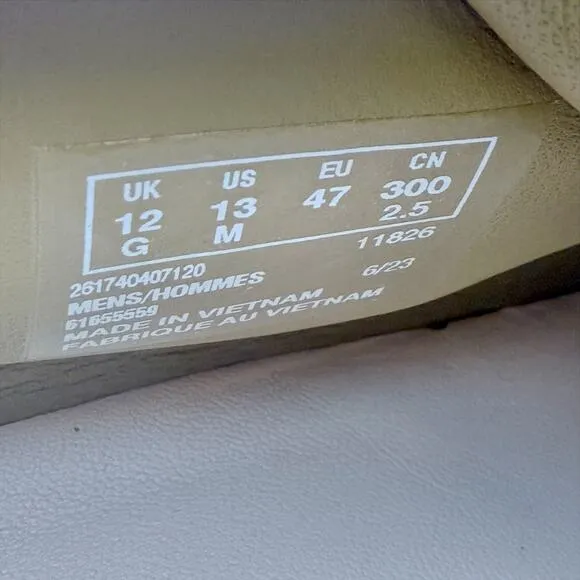 UK US EU CN
12 13 47 300
G M 2.5
261740407120 11826
MENS/HOMMES 6/23
61655559
MADE IN VIETNAM
FABRIQUE AU VIETNAM